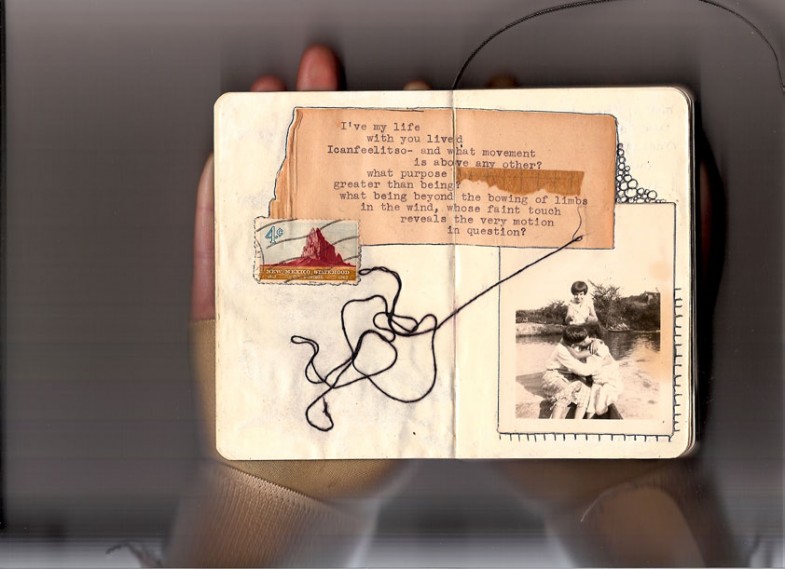 I've my life
with you lived
Icanfeelitso- and what movement
is above any other?
what purpose
greater than being?
what being beyond the bowing of limbs
in the wind, whose faint touch
reveals the very motion
in question?
4¢
NEW MEXICO STATEHOOD
1912 1962